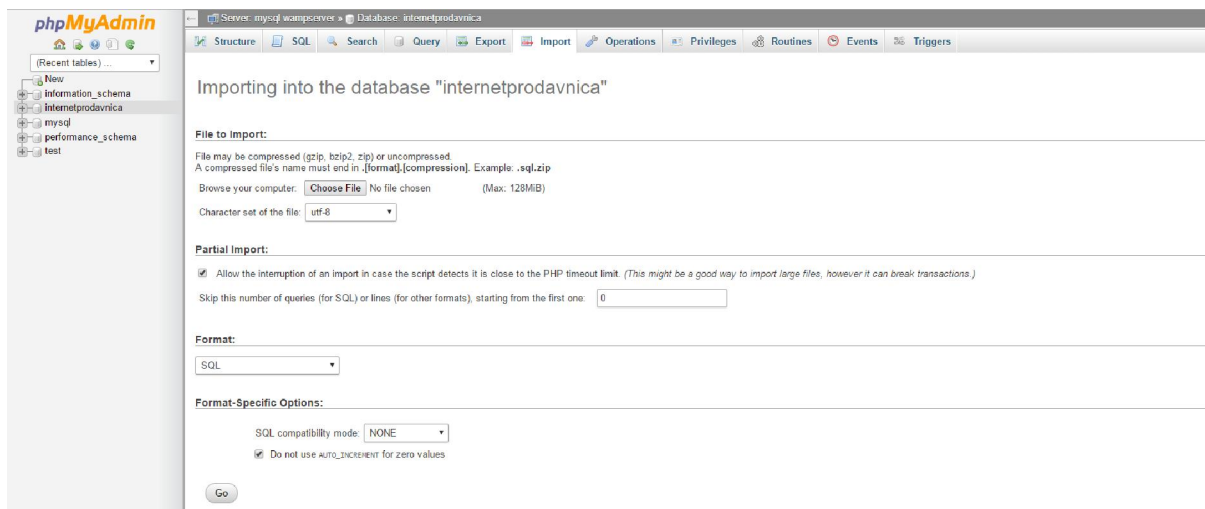 phpMyAdmin
(Recent tables) ...
New
information_schema
internetprodavnica
mysql
performance_schema
test
Server: mysql wampserver » Database: internetprodavnica
Structure SQL Search Query Export Import Operations Privileges Routines Events Triggers
Importing into the database "internetprodavnica"
File to Import:
File may be compressed (gzip, bzip2, zip) or uncompressed.
A compressed file's name must end in .[format].[compression]. Example: .sql.zip
Browse your computer: Choose File No file chosen (Max: 128MiB)
Character set of the file: utf-8
Partial Import:
Allow the interruption of an import in case the script detects it is close to the PHP timeout limit. (This might be a good way to import large files, however it can break transactions.)
Skip this number of queries (for SQL) or lines (for other formats), starting from the first one: 0
Format:
SQL
Format-Specific Options:
SQL compatibility mode: NONE
Do not use AUTO_INCREMENT for zero values
Go